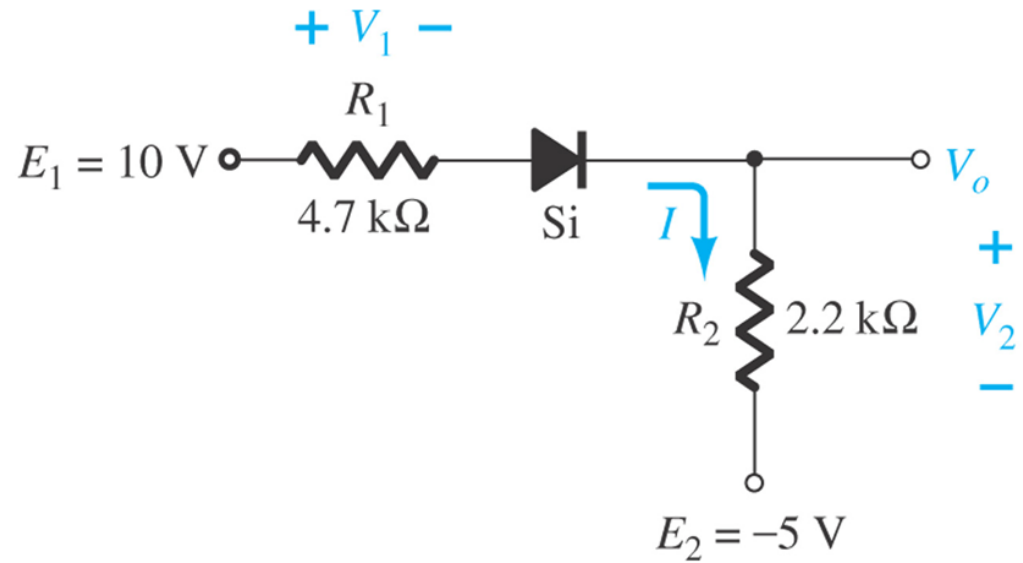 + V₁ −
R₁
E₁ = 10 V
4.7 kΩ
Si
I
Vₒ
+
R₂
2.2 kΩ
V₂
−
E₂ = −5 V